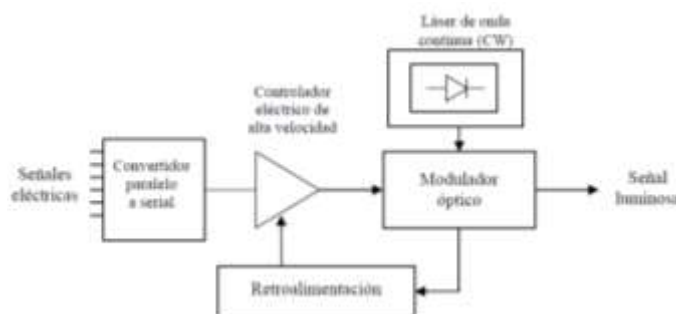 Láser de onda
continua (CW)
Controlador
eléctrico de
alta velocidad
Señales
eléctricas
Convertidor
paralelo
a serial
Modulador
óptico
Señal
luminosa
Retroalimentación